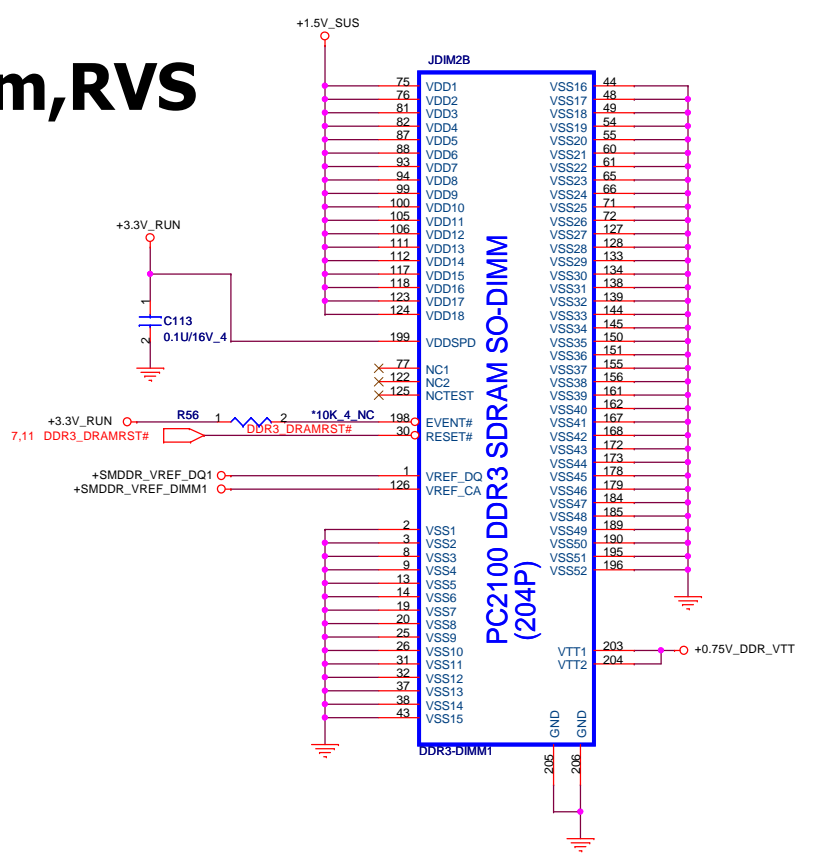 +1.5V_SUS
m,RVS
JDIM2B
75 VDD1 VSS16 44
76 VDD2 VSS17 48
81 VDD3 VSS18 49
82 VDD4 VSS19 54
87 VDD5 VSS20 55
88 VDD6 VSS21 60
93 VDD7 VSS22 61
94 VDD8 VSS23 65
99 VDD9 VSS24 66
100 VDD10 VSS25 71
105 VDD11 VSS26 72
106 VDD12 VSS27 127
111 VDD13 VSS28 128
112 VDD14 VSS29 133
117 VDD15 VSS30 134
118 VDD16 VSS31 138
123 VDD17 VSS32 139
124 VDD18 VSS33 144
VSS34 145
199 VDDSPD VSS35 150
VSS36 151
77 NC1 VSS37 155
122 NC2 VSS38 156
125 NCTEST VSS39 161
VSS40 162
198 EVENT# VSS41 167
30 RESET# VSS42 168
VSS43 172
VSS44 173
1 VREF_DQ VSS45 178
126 VREF_CA VSS46 179
VSS47 184
VSS48 185
2 VSS1 VSS49 189
3 VSS2 VSS50 190
8 VSS3 VSS51 195
9 VSS4 VSS52 196
13 VSS5
14 VSS6
19 VSS7
20 VSS8
25 VSS9
26 VSS10 VTT1 203
31 VSS11 VTT2 204
32 VSS12
37 VSS13
38 VSS14
43 VSS15
+3.3V_RUN
1
C113
0.1U/16V_4
2
+3.3V_RUN R56 1 2 *10K_4_NC
7,11 DDR3_DRAMRST# DDR3_DRAMRST#
+SMDDR_VREF_DQ1
+SMDDR_VREF_DIMM1
PC2100 DDR3 SDRAM SO-DIMM
(204P)
+0.75V_DDR_VTT
GND GND
DDR3-DIMM1
205 206